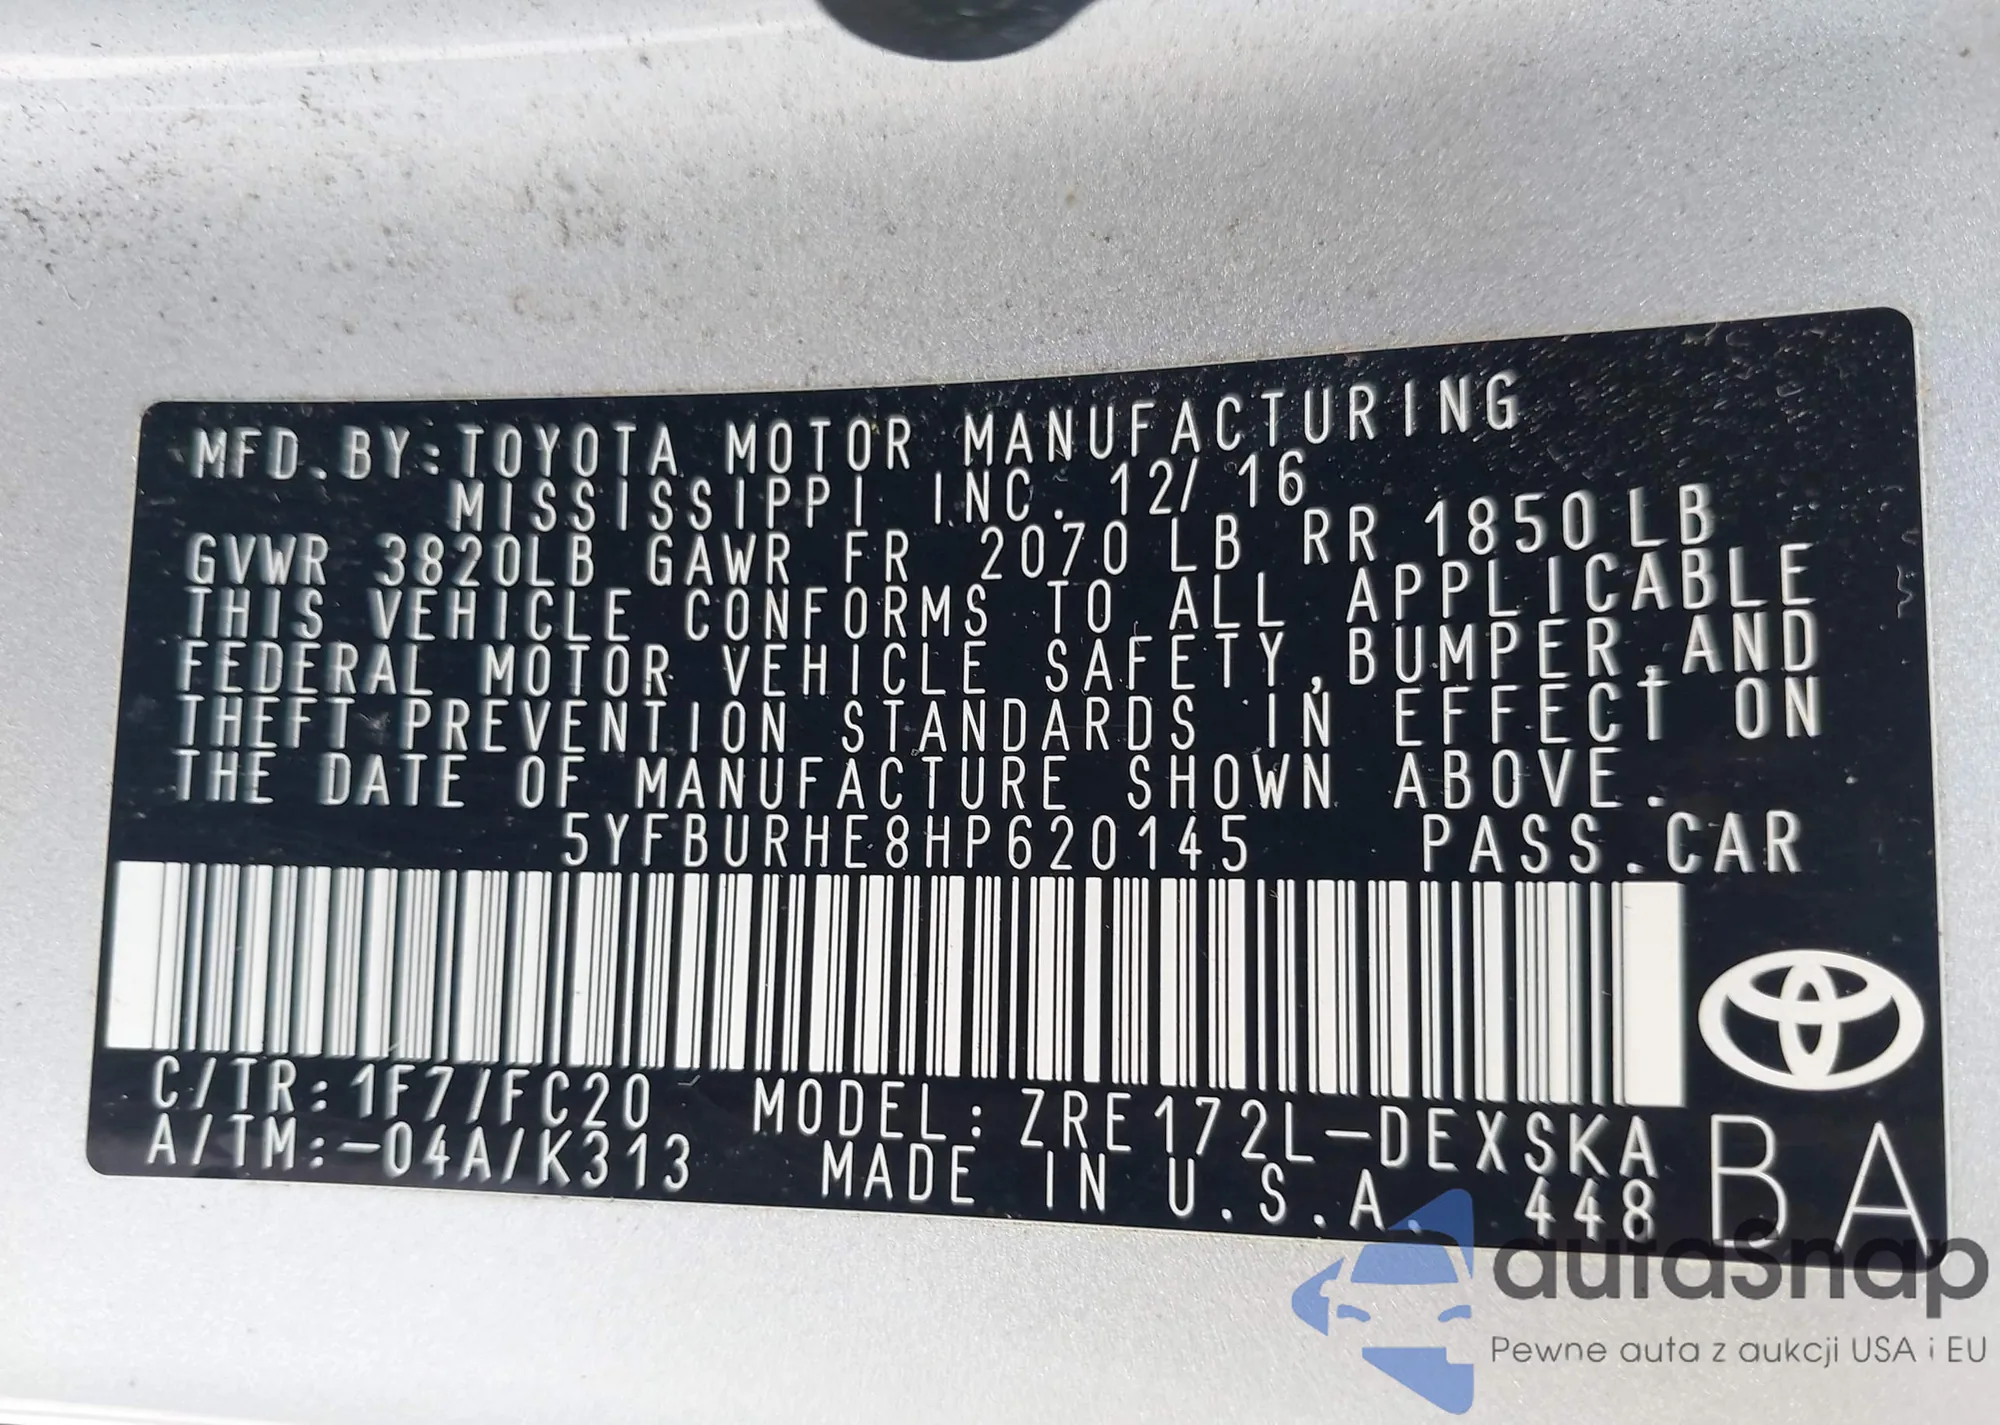 MFD. BY: TOYOTA MOTOR MANUFACTURING
MISSISSIPPI INC. 12/ 16
GVWR 3820LB GAWR FR 2070 LB RR 1850 LB
THIS VEHICLE CONFORMS TO ALL APPLICABLE
FEDERAL MOTOR VEHICLE SAFETY, BUMPER, AND
THEFT PREVENTION STANDARDS IN EFFECT ON
THE DATE OF MANUFACTURE SHOWN ABOVE.
5YFBURHE8HP620145 PASS. CAR
C/TR: 1F7/FC20 MODEL: ZRE172L-DEXSKA
A/TM: -04A/K313 MADE IN U.S.A. 448
BA
auraSnap
Pewne auta z aukcji USA i EU